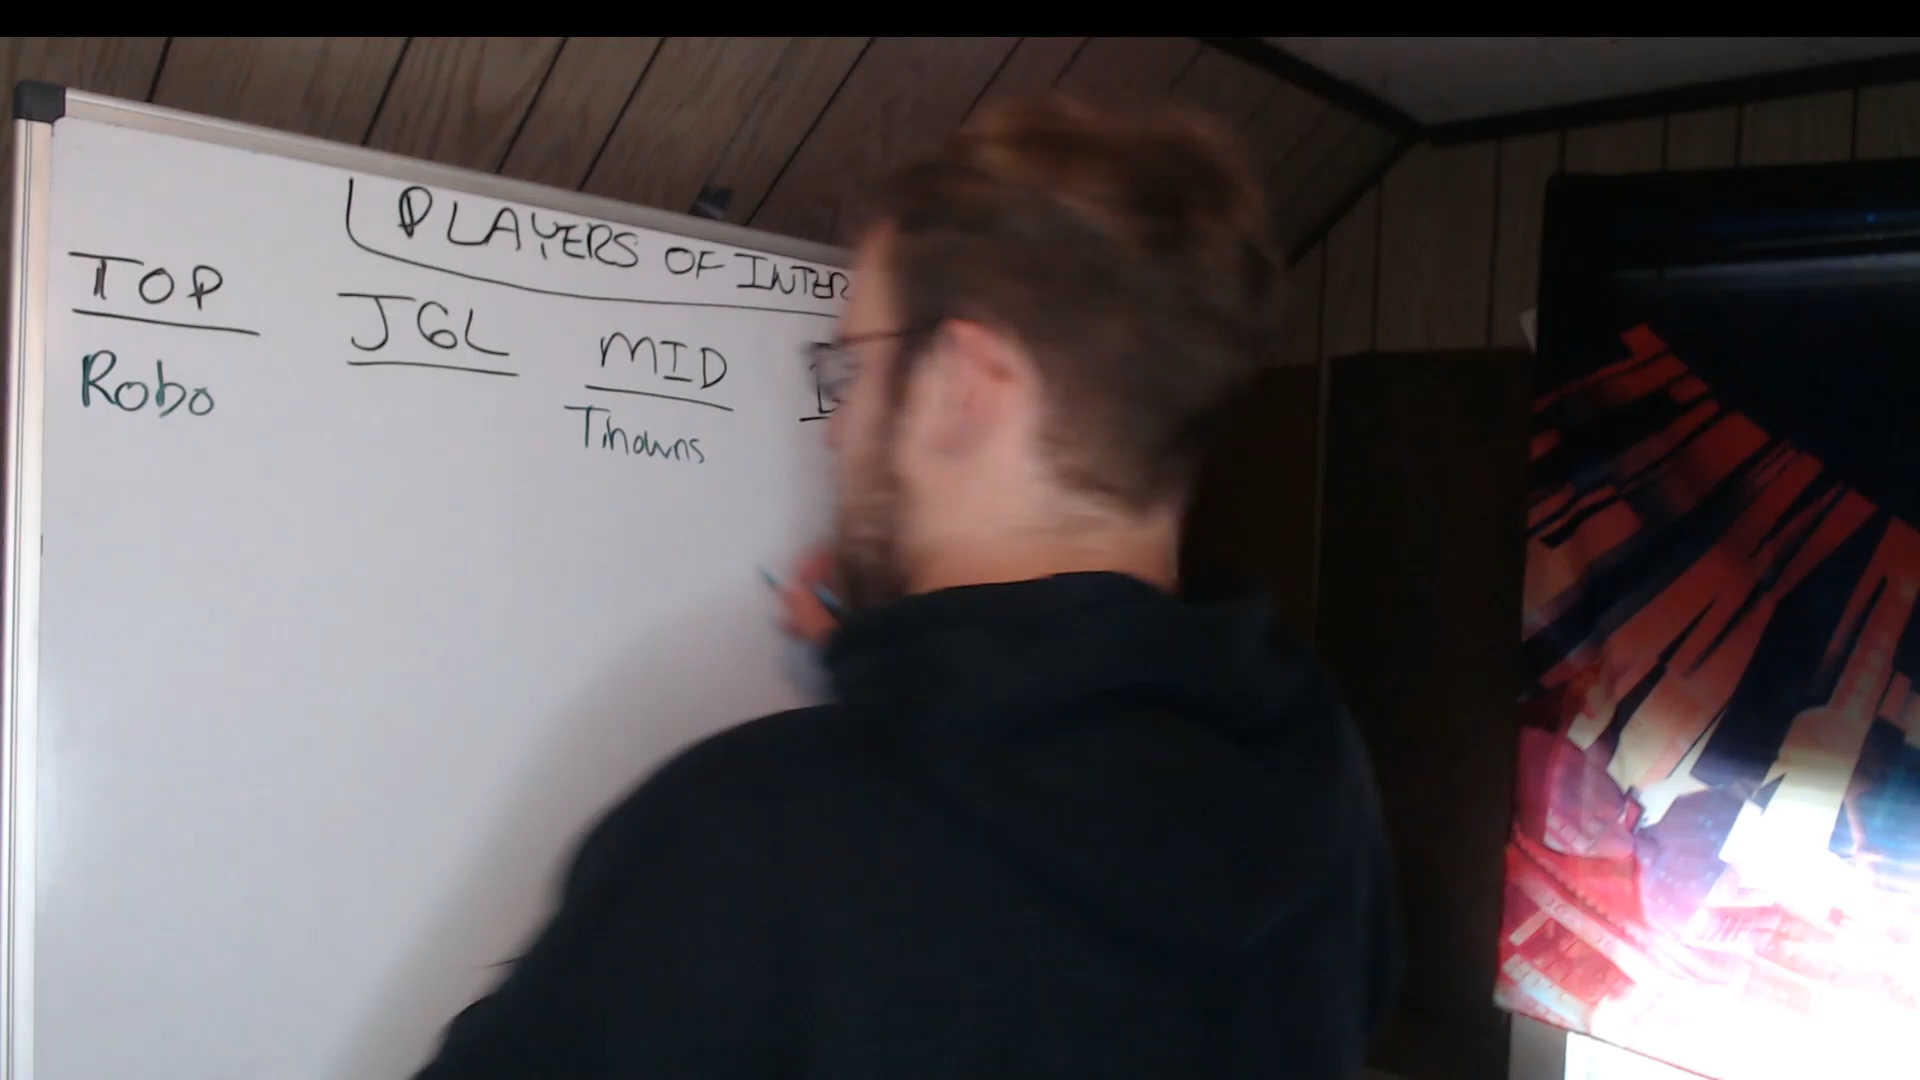 PLAYERS OF INTER
TOP
JGL
MID
Robo
Tinowns